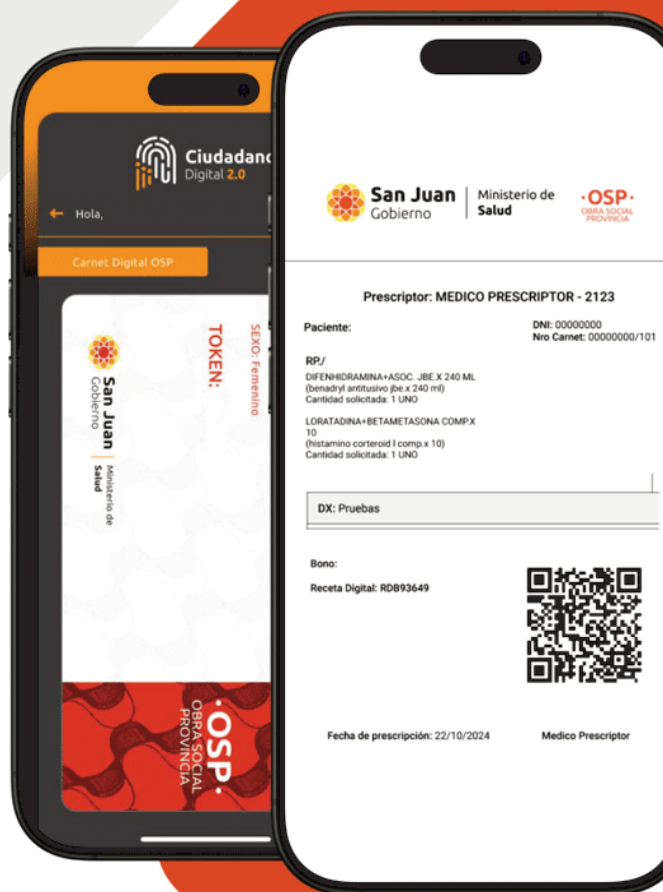 Ciudadano
Digital 2.0
← Hola,
Carnet Digital OSP
San Juan
Gobierno
Ministerio de
Salud
TOKEN:
SEXO: Femenino
·OSP·
OBRA SOCIAL
PROVINCIA
San Juan
Gobierno
Ministerio de
Salud
·OSP·
OBRA SOCIAL
PROVINCIA
Prescriptor: MEDICO PRESCRIPTOR - 2123
Paciente:
DNI: 00000000
Nro Carnet: 00000000/101
RP./
DIFENHIDRAMINA+ASOC. JBE.X 240 ML
(benadryl antitusivo jbe.x 240 ml)
Cantidad solicitada: 1 UNO
LORATADINA+BETAMETASONA COMP.X
10
(histamino corteroid l comp.x 10)
Cantidad solicitada: 1 UNO
DX: Pruebas
Bono:
Receta Digital: RDB93649
Fecha de prescripción: 22/10/2024
Medico Prescriptor